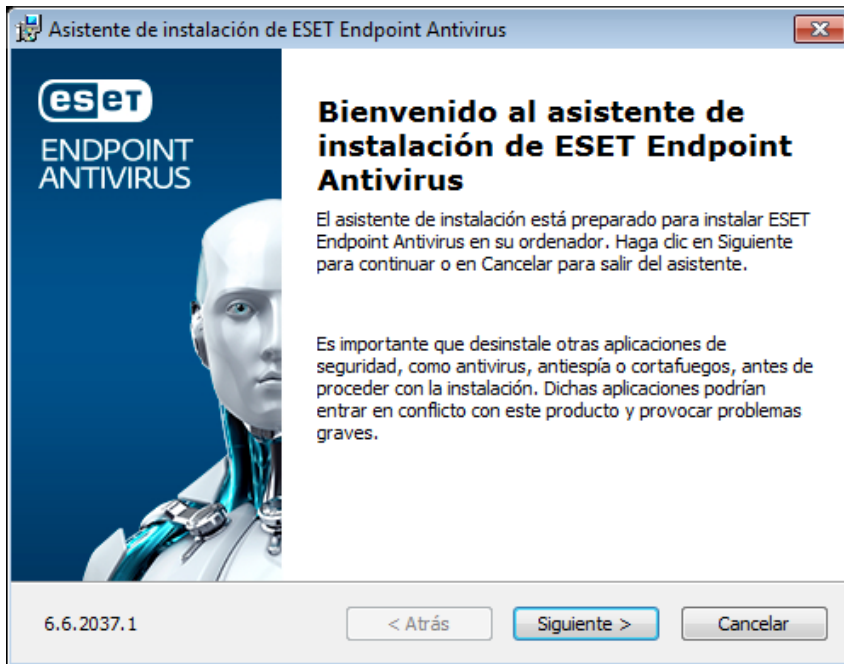 Asistente de instalación de ESET Endpoint Antivirus
eset
ENDPOINT
ANTIVIRUS
Bienvenido al asistente de
instalación de ESET Endpoint
Antivirus
El asistente de instalación está preparado para instalar ESET
Endpoint Antivirus en su ordenador. Haga clic en Siguiente
para continuar o en Cancelar para salir del asistente.
Es importante que desinstale otras aplicaciones de
seguridad, como antivirus, antiespía o cortafuegos, antes de
proceder con la instalación. Dichas aplicaciones podrían
entrar en conflicto con este producto y provocar problemas
graves.
6.6.2037.1
< Atrás
Siguiente >
Cancelar